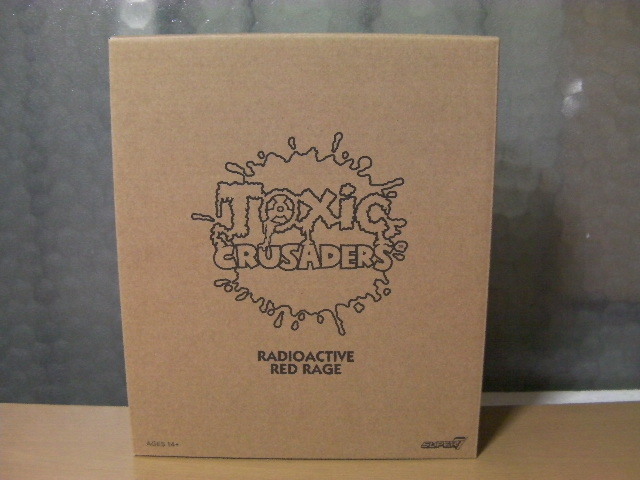 TOXIC
CRUSADERS
RADIOACTIVE
RED RAGE
AGES 14+
SUPER7